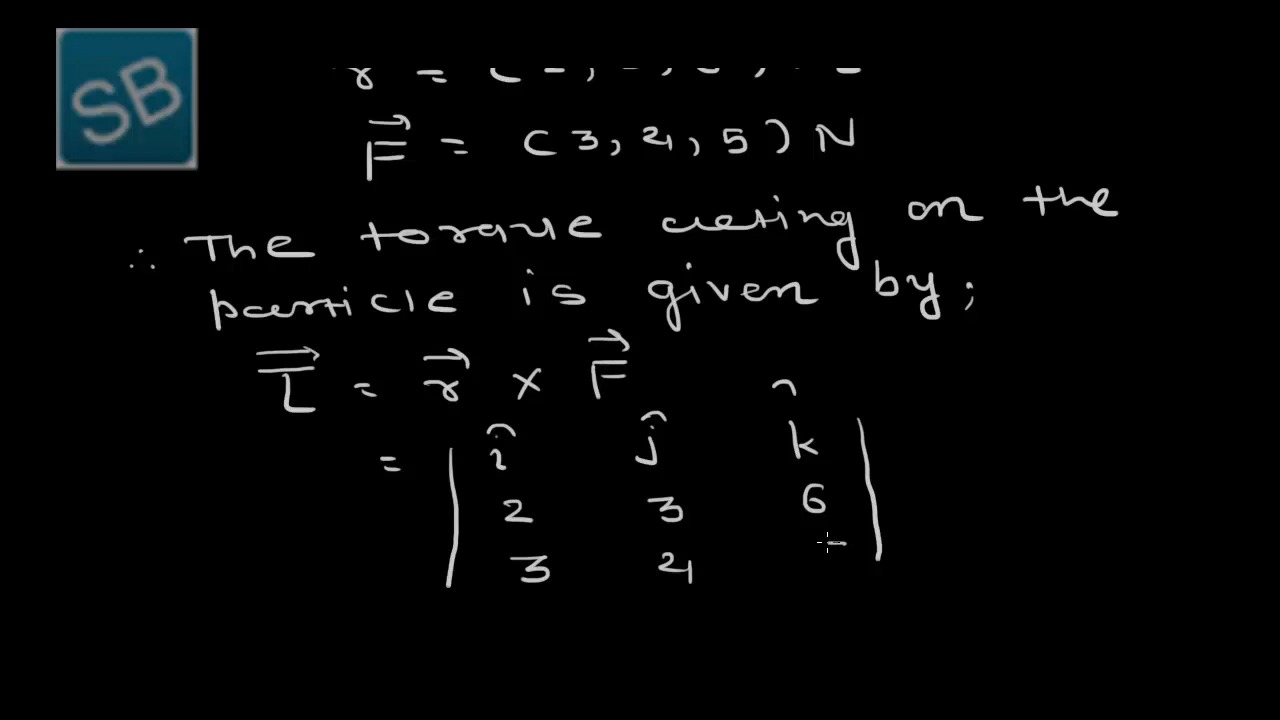 SB
r = (
F = (3, 4, 5) N
∴ The torque acting on the
particle is given by;
L = r × F
= | î ĵ k̂ |
2 3 6
3 4